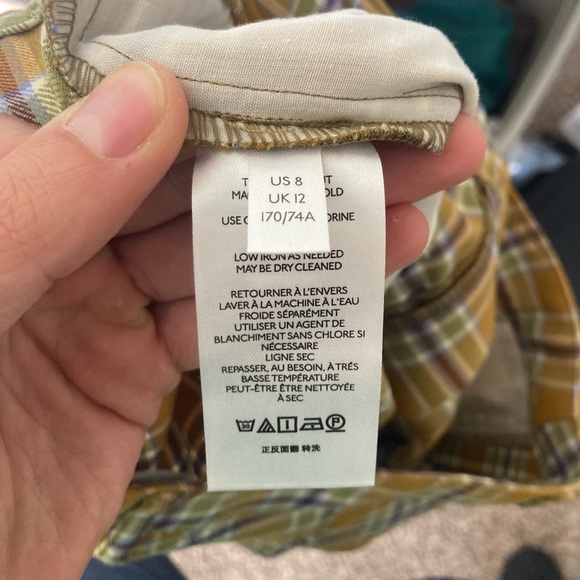 US 8
UK 12
170/74A
LOW IRON AS NEEDED
MAY BE DRY CLEANED
RETOURNER À L'ENVERS
LAVER À LA MACHINE À L'EAU
FROIDE SÉPARÉMENT
UTILISER UN AGENT DE
BLANCHIMENT SANS CHLORE SI
NÉCESSAIRE
LIGNE SEC
REPASSER, AU BESOIN, À TRÉS
BASSE TEMPÉRATURE
PEUT-ÊTRE ÊTRE NETTOYÉE
À SEC
30
P
正反面翻 转洗